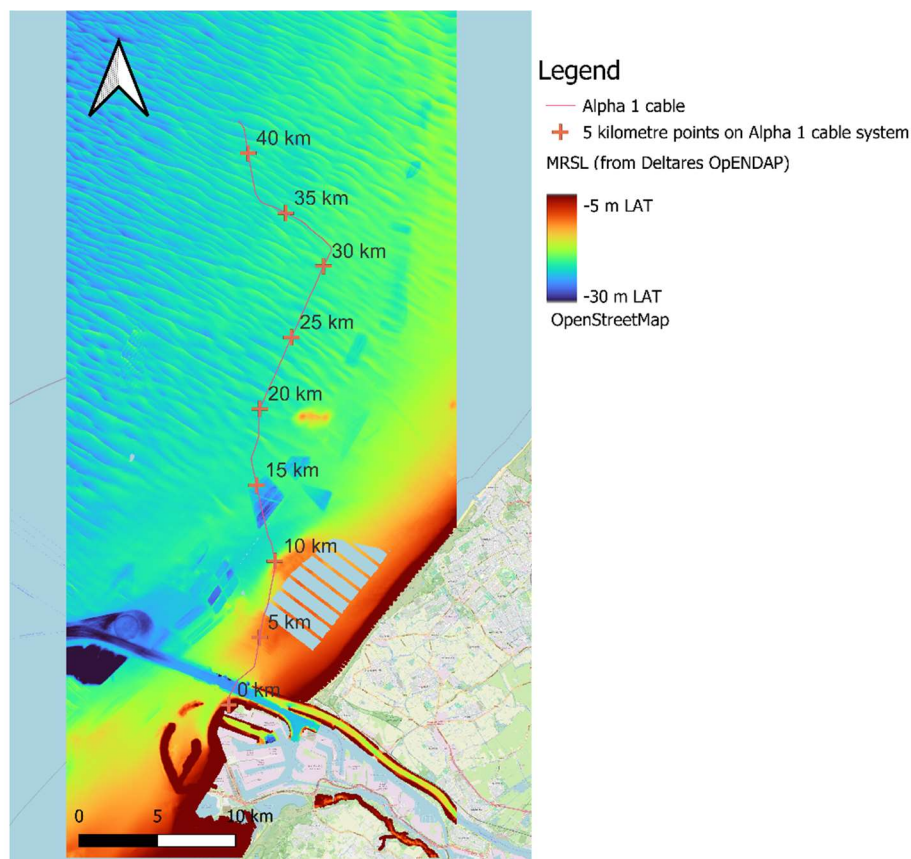 Legend
Alpha 1 cable
5 kilometre points on Alpha 1 cable system
MRSL (from Deltares OpENDAP)
-5 m LAT
-30 m LAT
OpenStreetMap
40 km
35 km
30 km
25 km
20 km
15 km
10 km
5 km
0 km
0 5 10 km